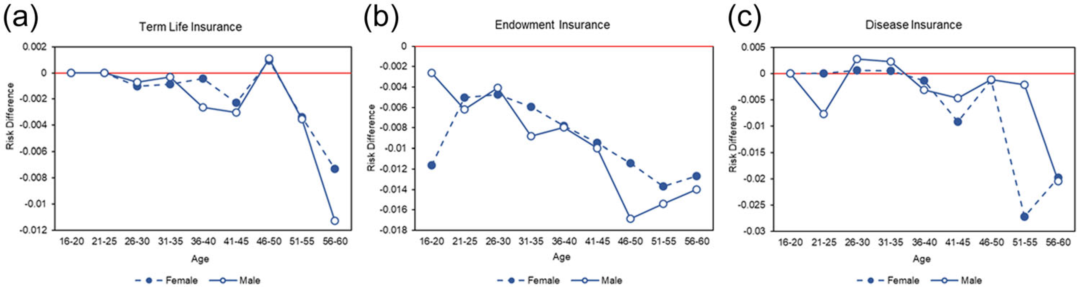 (a)
Term Life Insurance
0.002
0
-0.002
-0.004
-0.006
-0.008
-0.01
-0.012
Risk Difference
16-20 21-25 26-30 31-35 36-40 41-45 46-50 51-55 56-60
Age
Female Male
(b)
Endowment Insurance
0
-0.002
-0.004
-0.006
-0.008
-0.01
-0.012
-0.014
-0.016
-0.018
Risk Difference
16-20 21-25 26-30 31-35 36-40 41-45 46-50 51-55 56-60
Age
Female Male
(c)
Disease Insurance
0.005
0
-0.005
-0.01
-0.015
-0.02
-0.025
-0.03
Risk Difference
16-20 21-25 26-30 31-35 36-40 41-45 46-50 51-55 56-60
Age
Female Male